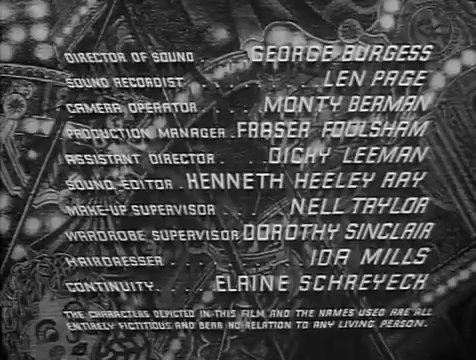 DIRECTOR OF SOUND . GEORGE BURGESS
SOUND RECORDIST . . . . LEN PAGE
CAMERA OPERATOR . . . . MONTY BERMAN
PRODUCTION MANAGER . FRASER FOULSHAM
ASSISTANT DIRECTOR . . . DICKY LEEMAN
SOUND EDITOR . KENNETH HEELEY RAY
MAKE-UP SUPERVISOR . . . NELL TAYLOR
WARDROBE SUPERVISOR DOROTHY SINCLAIR
HAIRDRESSER . . . . . IDA MILLS
CONTINUITY . . . . ELAINE SCHREYECK
THE CHARACTERS DEPICTED IN THIS FILM AND THE NAMES USED ARE ALL
ENTIRELY FICTITIOUS AND BEAR NO RELATION TO ANY LIVING PERSON.